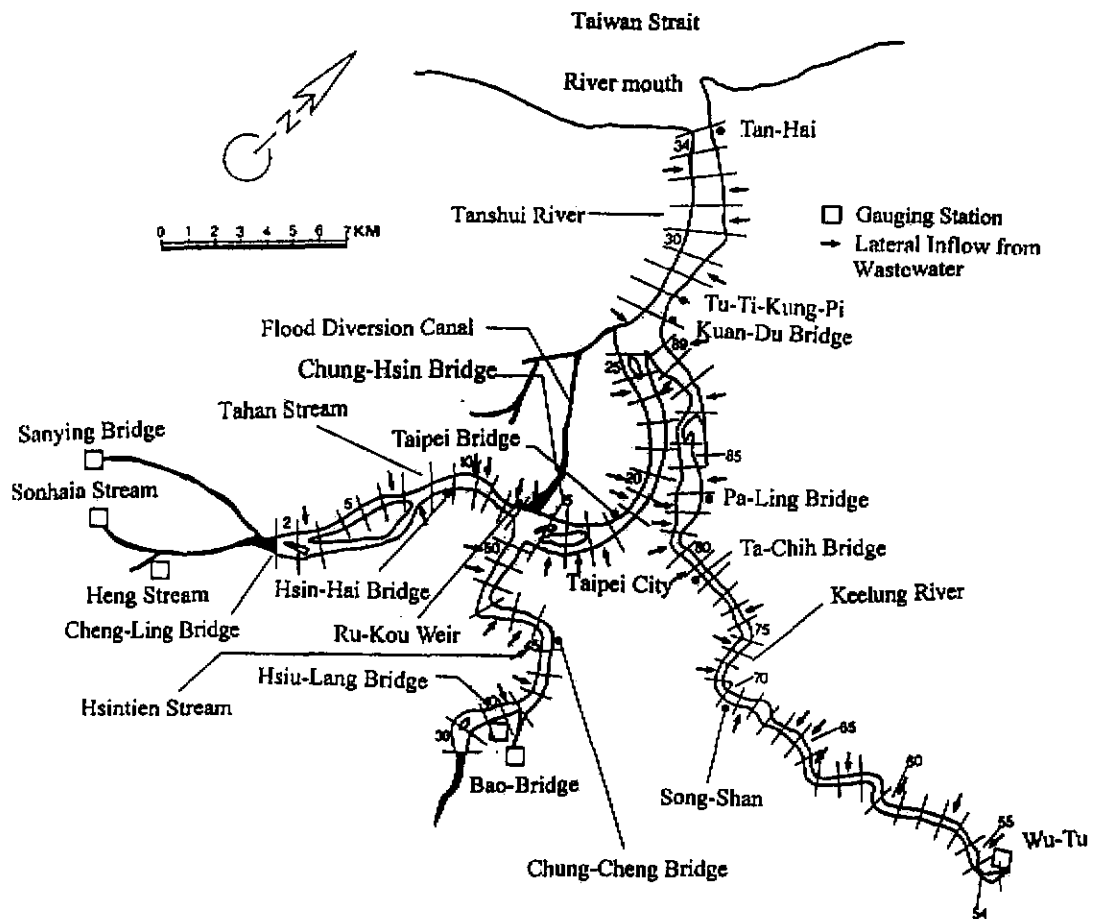 Taiwan Strait
River mouth
Tan-Hai
34
N
Tanshui River
Gauging Station
Lateral Inflow from
Wastewater
0 1 2 3 4 5 6 7 KM
30
Tu-Ti-Kung-Pi
Flood Diversion Canal
Kuan-Du Bridge
89
Chung-Hsin Bridge
25
Tahan Stream
Sanying Bridge
Taipei Bridge
10
85
Sonhaia Stream
5
20
Pa-Ling Bridge
2
80
Ta-Chih Bridge
Heng Stream
Hsin-Hai Bridge
50
Taipei City
Keelung River
Cheng-Ling Bridge
Ru-Kou Weir
75
Hsintien Stream
Hsiu-Lang Bridge
70
65
Bao-Bridge
Song-Shan
60
55
Wu-Tu
Chung-Cheng Bridge
54